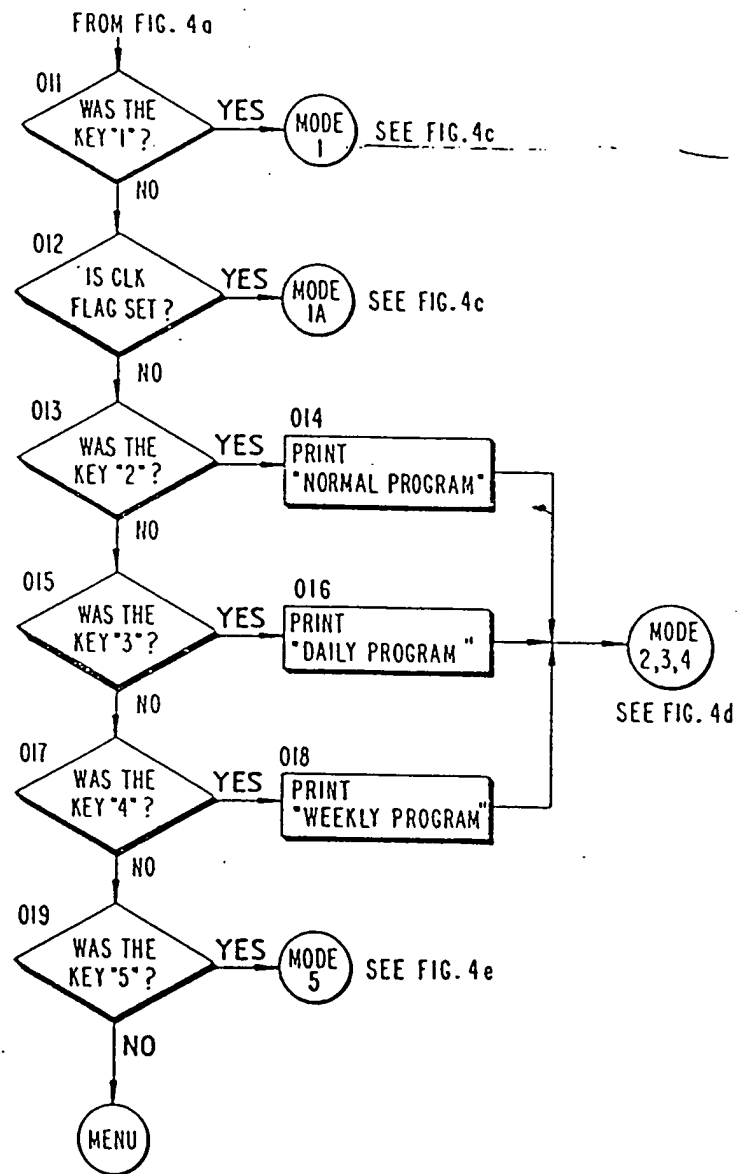 FROM FIG. 4a
011
WAS THE
KEY "1" ?
YES
MODE
1
SEE FIG. 4c
NO
012
IS CLK
FLAG SET ?
YES
MODE
1A
SEE FIG. 4c
NO
013
WAS THE
KEY "2" ?
YES
014
PRINT
"NORMAL PROGRAM"
NO
015
WAS THE
KEY "3" ?
YES
016
PRINT
"DAILY PROGRAM"
MODE
2,3,4
SEE FIG. 4d
NO
017
WAS THE
KEY "4" ?
YES
018
PRINT
"WEEKLY PROGRAM"
NO
019
WAS THE
KEY "5" ?
YES
MODE
5
SEE FIG. 4e
NO
MENU